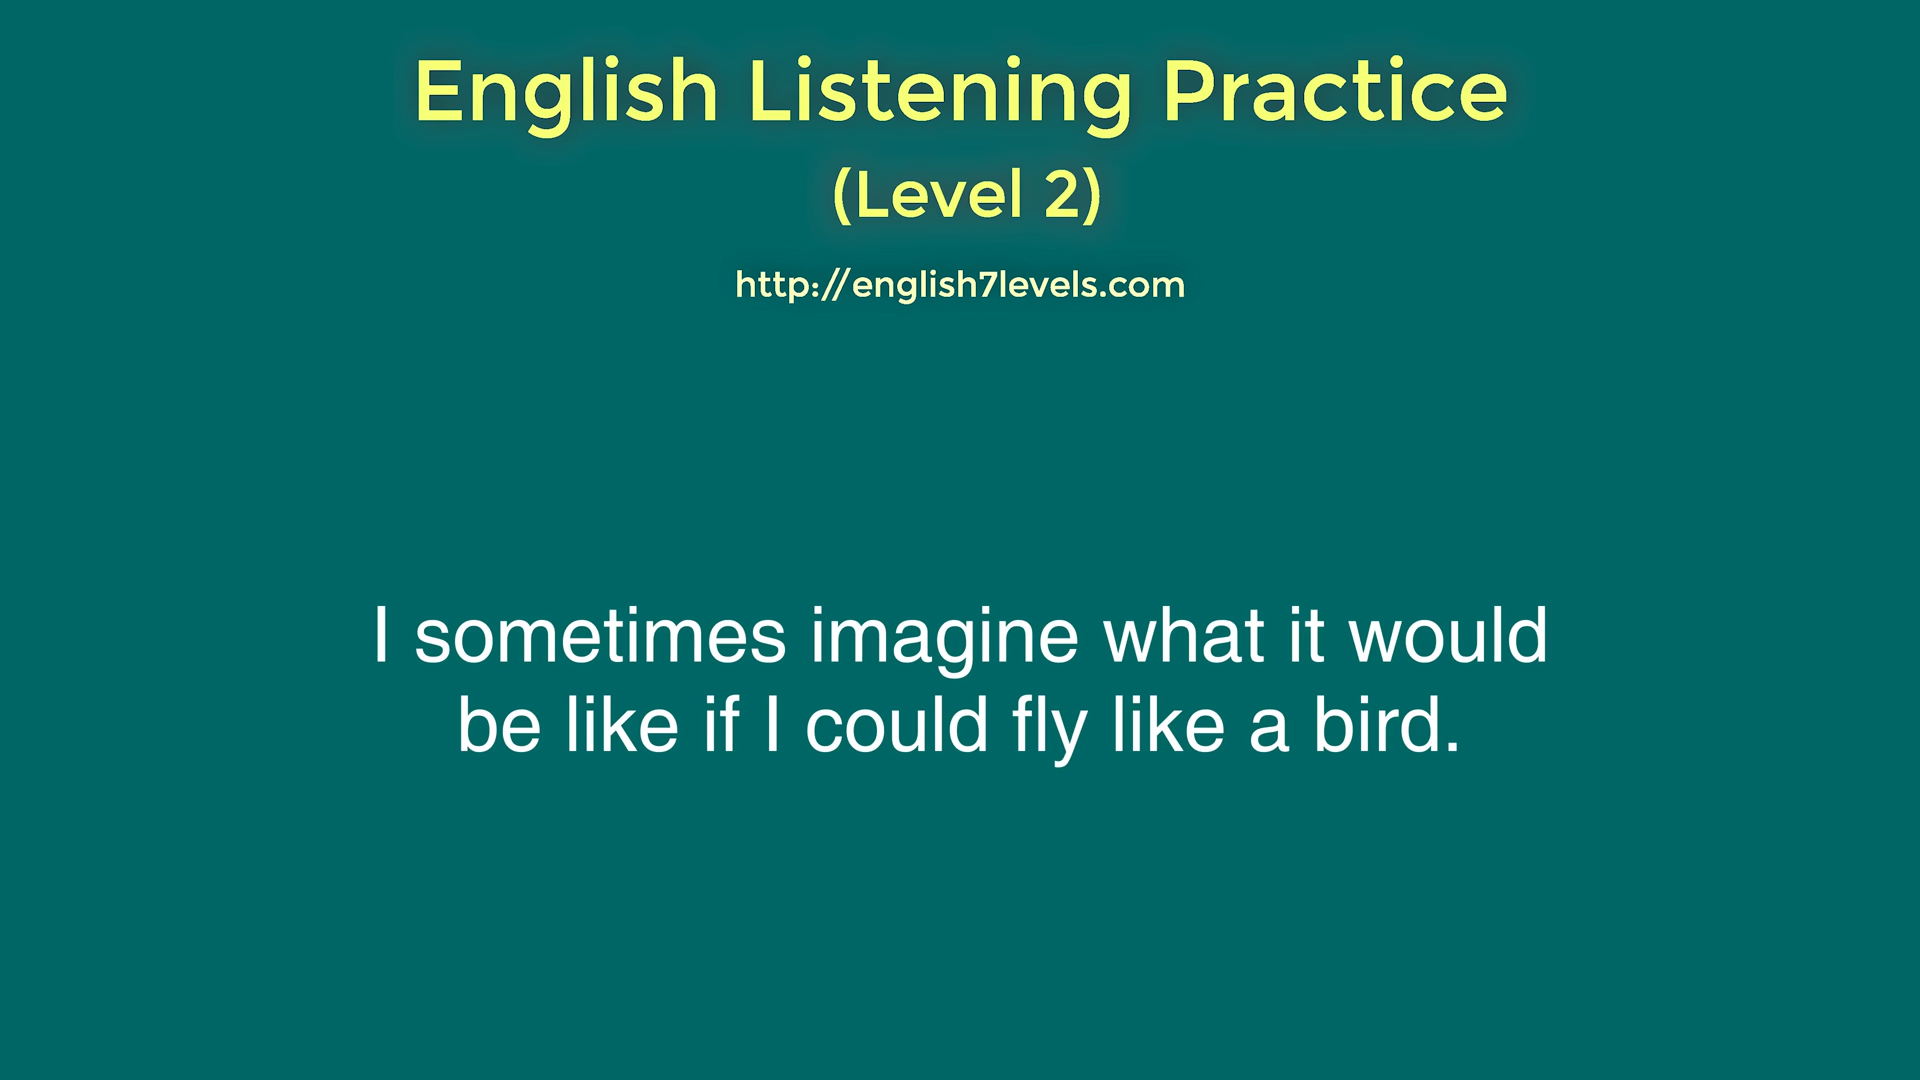 English Listening Practice
(Level 2)
http://english7levels.com
I sometimes imagine what it would
be like if I could fly like a bird.